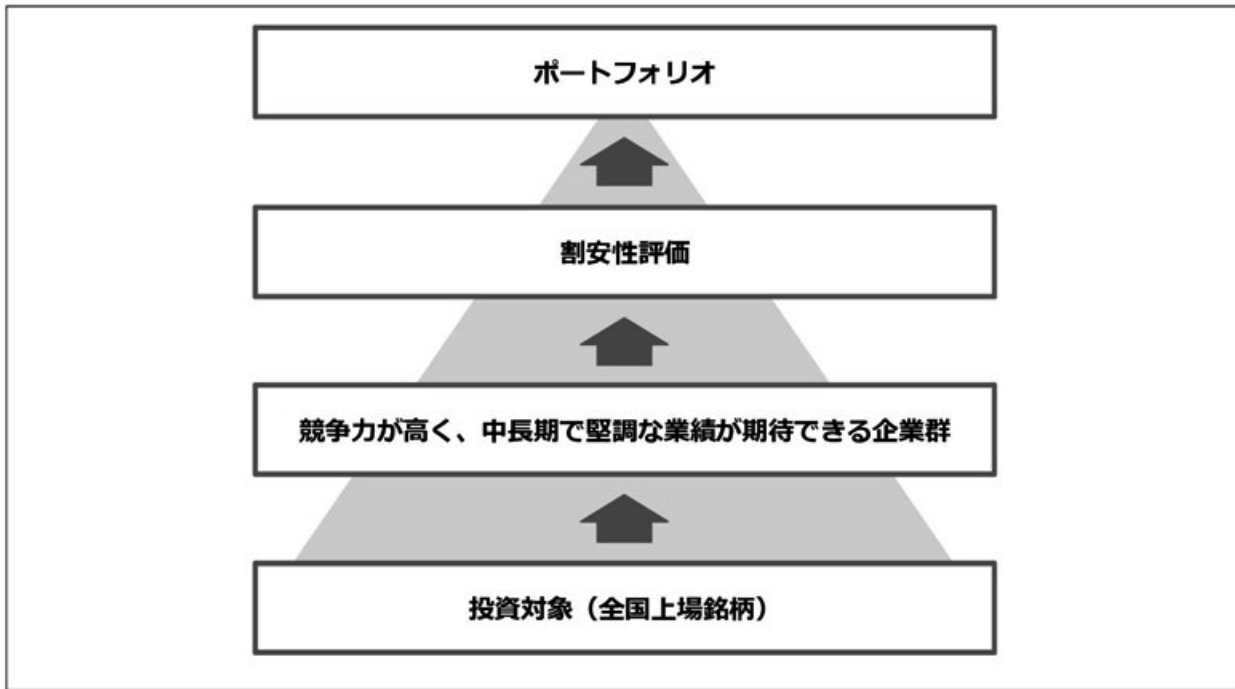 ポートフォリオ
割安性評価
競争力が高く、中長期で堅調な業績が期待できる企業群
投資対象（全国上場銘柄）